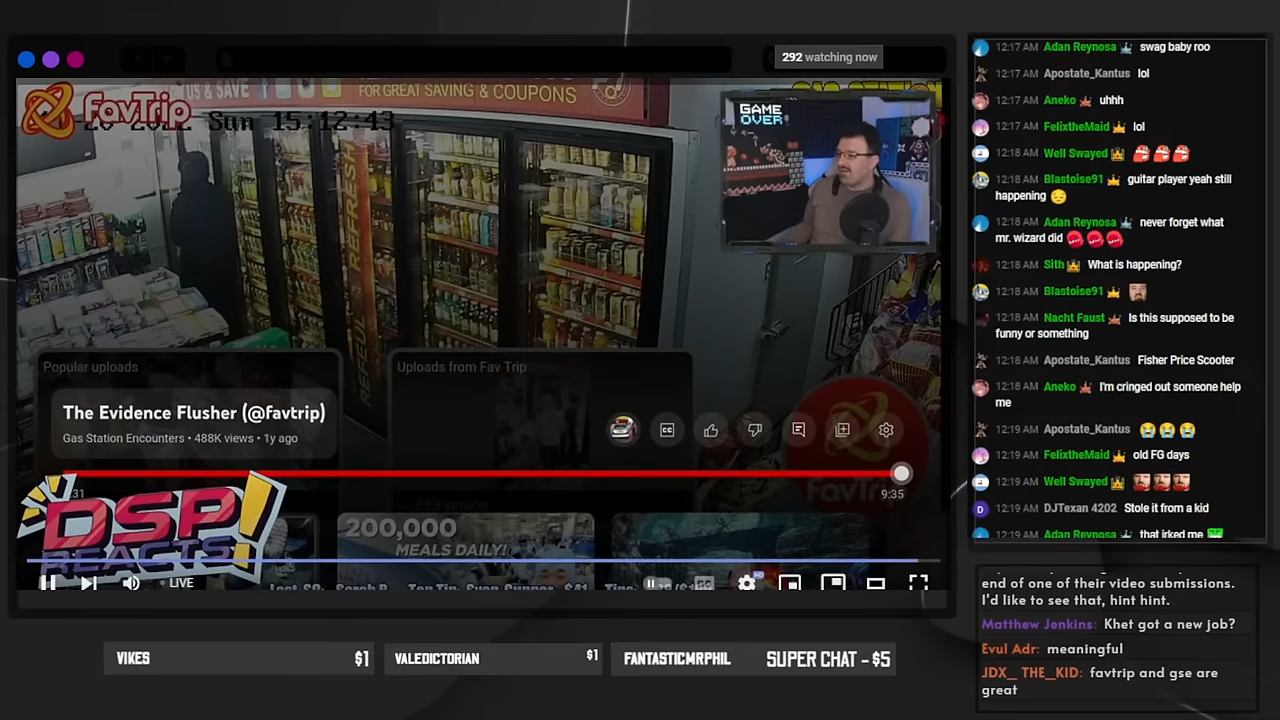 292 watching now
US & SAVE
FOR GREAT SAVING & COUPONS
FavTrip
Sun 15:12:43
GAME
OVER
Popular uploads
Uploads from Fav Trip
The Evidence Flusher (@favtrip)
Gas Station Encounters • 488K views • 1y ago
9:35
DSP
REACTS!
200,000
MEALS DAILY!
LIVE
HD
VIKES $1
VALEDICTORIAN $1
FANTASTICMRPHIL SUPER CHAT - $5
12:17 AM Adan Reynosa swag baby roo
12:17 AM Apostate_Kantus lol
12:17 AM Aneko uhhh
12:17 AM FelixtheMaid lol
12:18 AM Well Swayed
12:18 AM Blastoise91 guitar player yeah still
happening 😔
12:18 AM Adan Reynosa never forget what
mr. wizard did
12:18 AM Sith What is happening?
12:18 AM Blastoise91
12:18 AM Nacht Faust Is this supposed to be
funny or something
12:18 AM Apostate_Kantus Fisher Price Scooter
12:18 AM Aneko I'm cringed out someone help
me
12:19 AM Apostate_Kantus 😭😭😭
12:19 AM FelixtheMaid old FG days
12:19 AM Well Swayed
D 12:19 AM DJTexan 4202 Stole it from a kid
12:19 AM Adan Reynosa that irked me
end of one of their video submissions.
I'd like to see that, hint hint.
Matthew Jenkins: Khet got a new job?
Evul Adr: meaningful
JDX_ THE_KID: favtrip and gse are
great